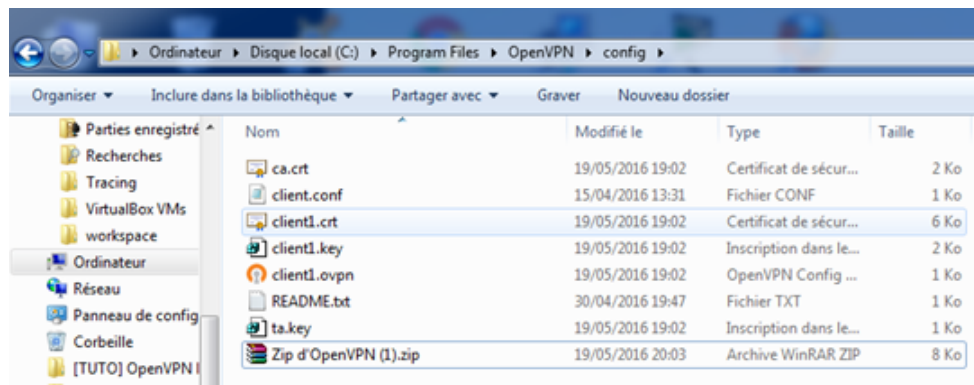 Ordinateur ▸ Disque local (C:) ▸ Program Files ▸ OpenVPN ▸ config ▸
Organiser ▾ Inclure dans la bibliothèque ▾ Partager avec ▾ Graver Nouveau dossier
Parties enregistré
Recherches
Tracing
VirtualBox VMs
workspace
Ordinateur
Réseau
Panneau de config
Corbeille
[TUTO] OpenVPN
Nom Modifié le Type Taille
ca.crt 19/05/2016 19:02 Certificat de sécur... 2 Ko
client.conf 15/04/2016 13:31 Fichier CONF 1 Ko
client1.crt 19/05/2016 19:02 Certificat de sécur... 6 Ko
client1.key 19/05/2016 19:02 Inscription dans le... 2 Ko
client1.ovpn 19/05/2016 19:02 OpenVPN Config ... 1 Ko
README.txt 30/04/2016 19:47 Fichier TXT 1 Ko
ta.key 19/05/2016 19:02 Inscription dans le... 1 Ko
Zip d'OpenVPN (1).zip 19/05/2016 20:03 Archive WinRAR ZIP 8 Ko